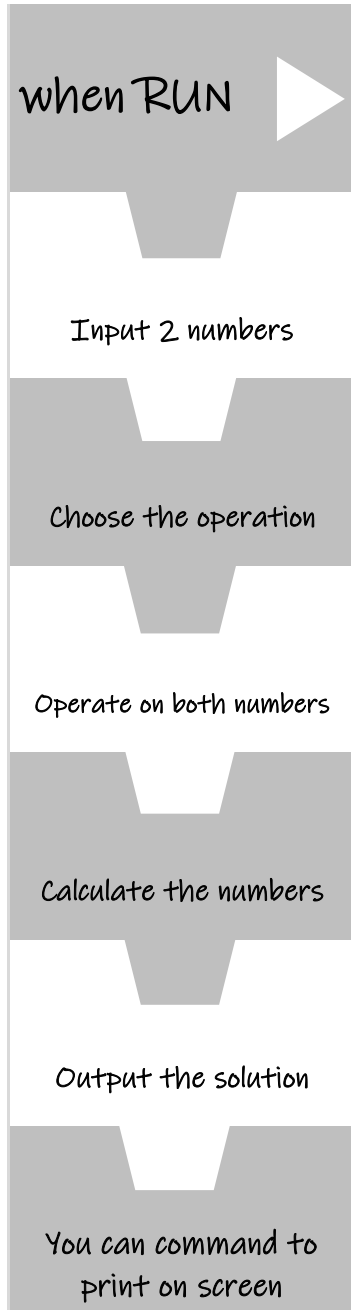 when RUN
Input 2 numbers
Choose the operation
Operate on both numbers
Calculate the numbers
Output the solution
You can command to
print on screen